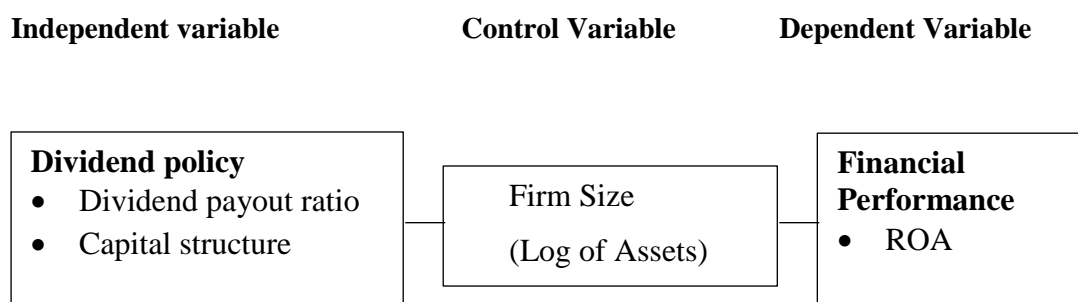 Independent variable
Control Variable
Dependent Variable
Dividend policy
• Dividend payout ratio
• Capital structure
Firm Size
(Log of Assets)
Financial
Performance
• ROA